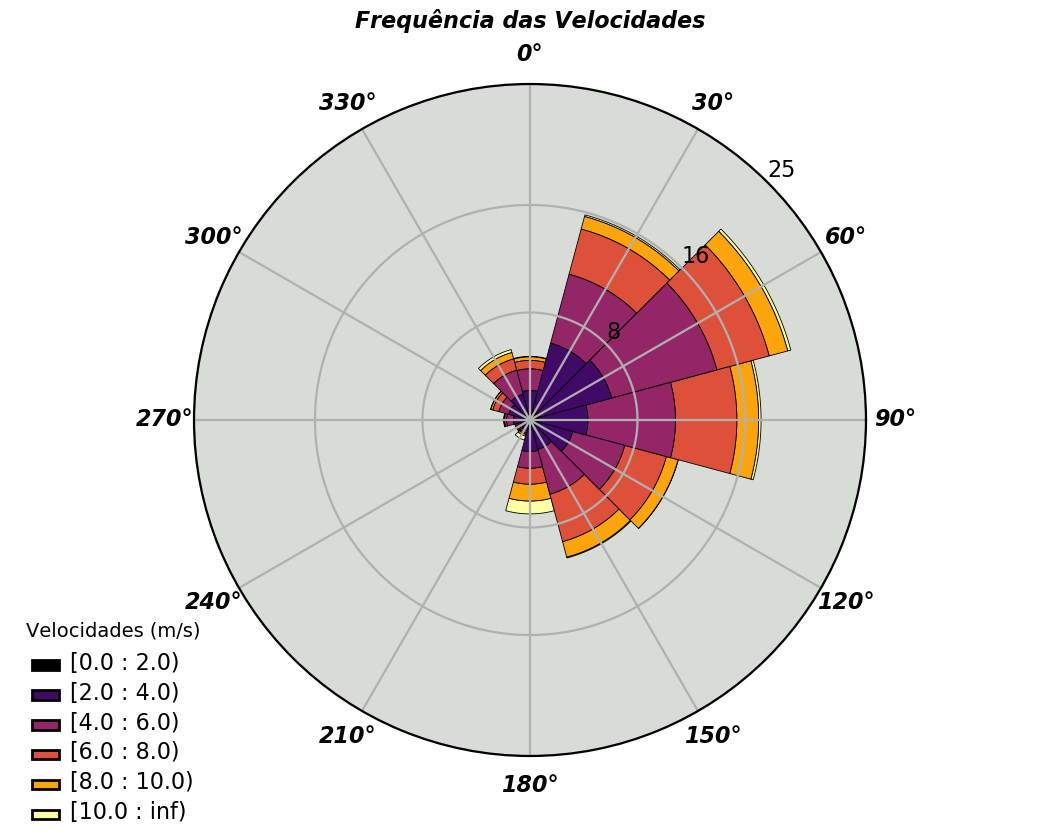 Frequência das Velocidades
0°
330°
30°
25
300°
60°
16
8
270°
90°
240°
120°
210°
150°
180°
Velocidades (m/s)
[0.0 : 2.0)
[2.0 : 4.0)
[4.0 : 6.0)
[6.0 : 8.0)
[8.0 : 10.0)
[10.0 : inf)